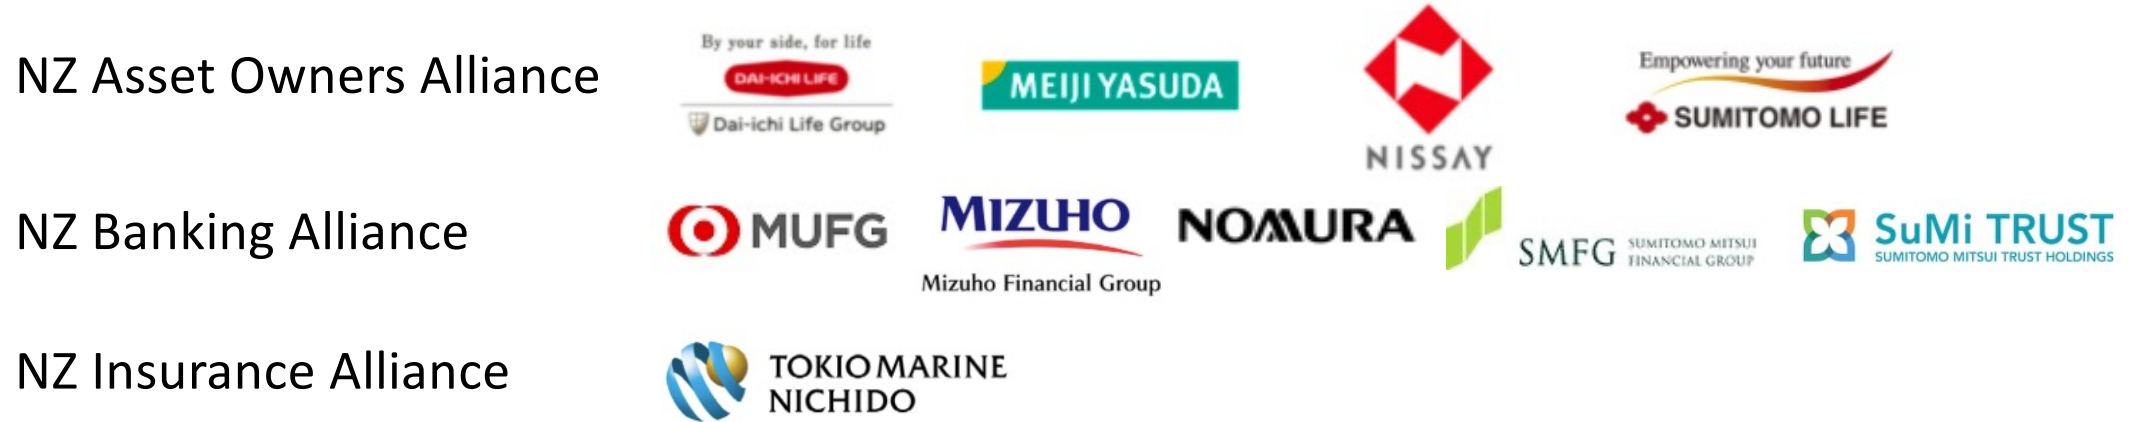 NZ Asset Owners Alliance
By your side, for life
DAI-ICHI LIFE
Dai-ichi Life Group
MEIJI YASUDA
NISSAY
Empowering your future
SUMITOMO LIFE
NZ Banking Alliance
MUFG
MIZUHO
Mizuho Financial Group
NOMURA
SMFG
SUMITOMO MITSUI
FINANCIAL GROUP
SuMi TRUST
SUMITOMO MITSUI TRUST HOLDINGS
NZ Insurance Alliance
TOKIO MARINE
NICHIDO